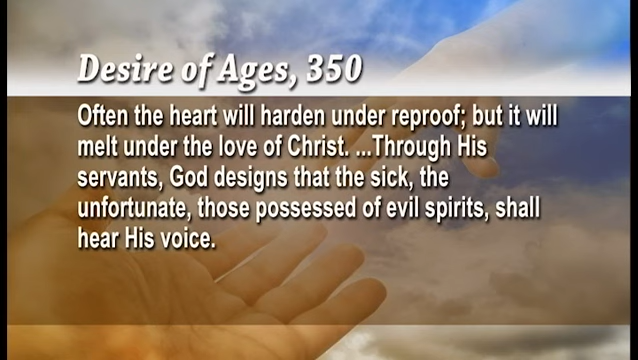 Desire of Ages, 350
Often the heart will harden under reproof; but it will
melt under the love of Christ. ...Through His
servants, God designs that the sick, the
unfortunate, those possessed of evil spirits, shall
hear His voice.